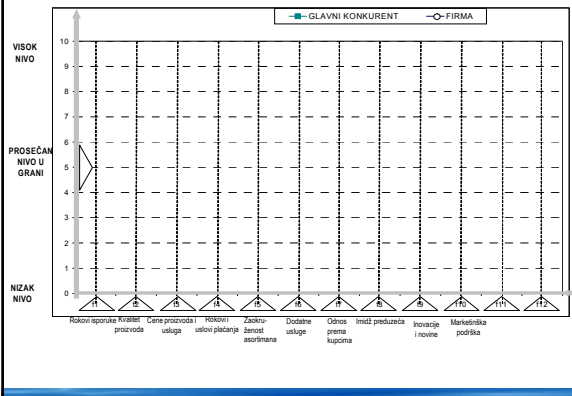 GLAVNI KONKURENT FIRMA
VISOK
NIVO
PROSEČAN
NIVO U
GRANI
NIZAK
NIVO
10
9
8
7
6
5
4
3
2
1
0
f1 f2 f3 f4 f5 f6 f7 f8 f9 f10 f11 f12
Rokovi isporuke
Kvalitet
proizvoda
Cene proizvoda i
usluga
Rokovi i
uslovi plaćanja
Zaokru-
ženost
asortimana
Dodatne
usluge
Odnos
prema
kupcima
Imidž preduzeća
Inovacije
i novine
Marketinška
podrška